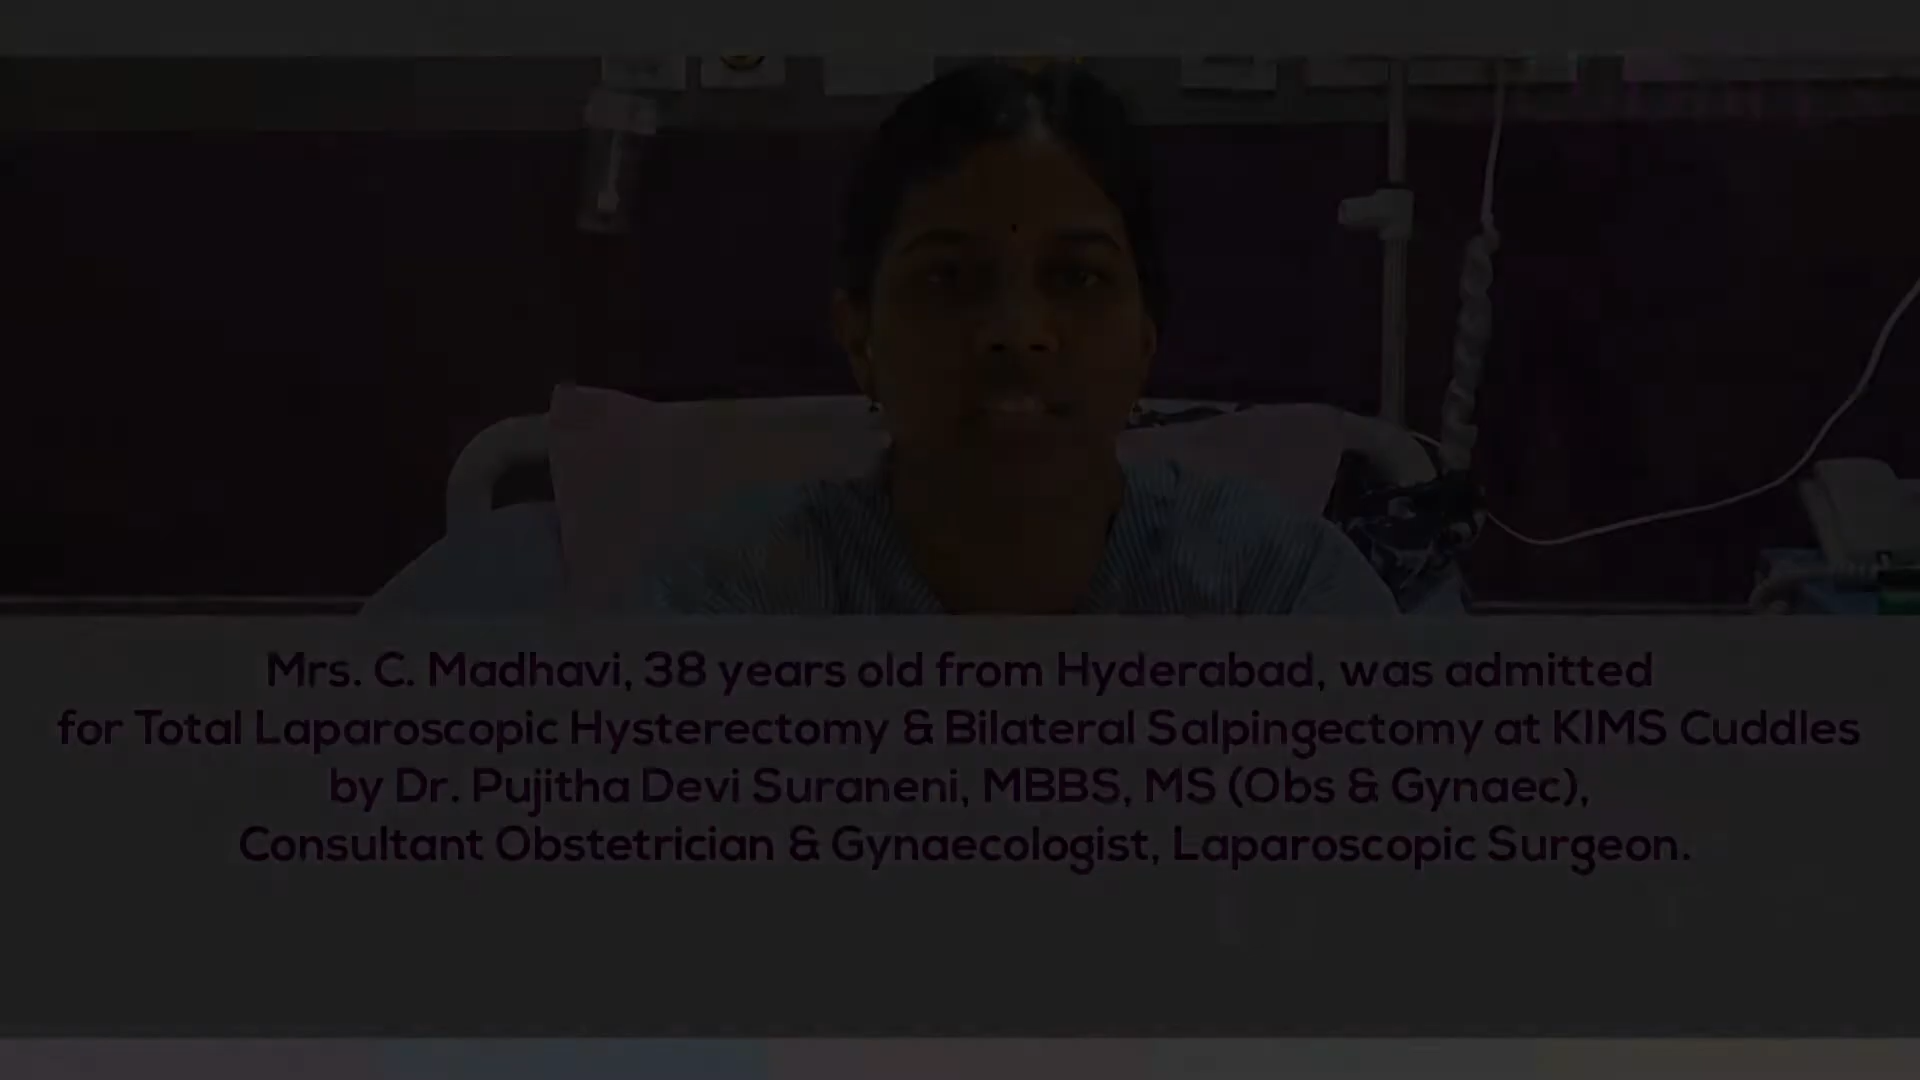 Mrs. C. Madhavi, 38 years old from Hyderabad, was admitted
for Total Laparoscopic Hysterectomy & Bilateral Salpingectomy at KIMS Cuddles
by Dr. Pujitha Devi Suraneni, MBBS, MS (Obs & Gynaec),
Consultant Obstetrician & Gynaecologist, Laparoscopic Surgeon.